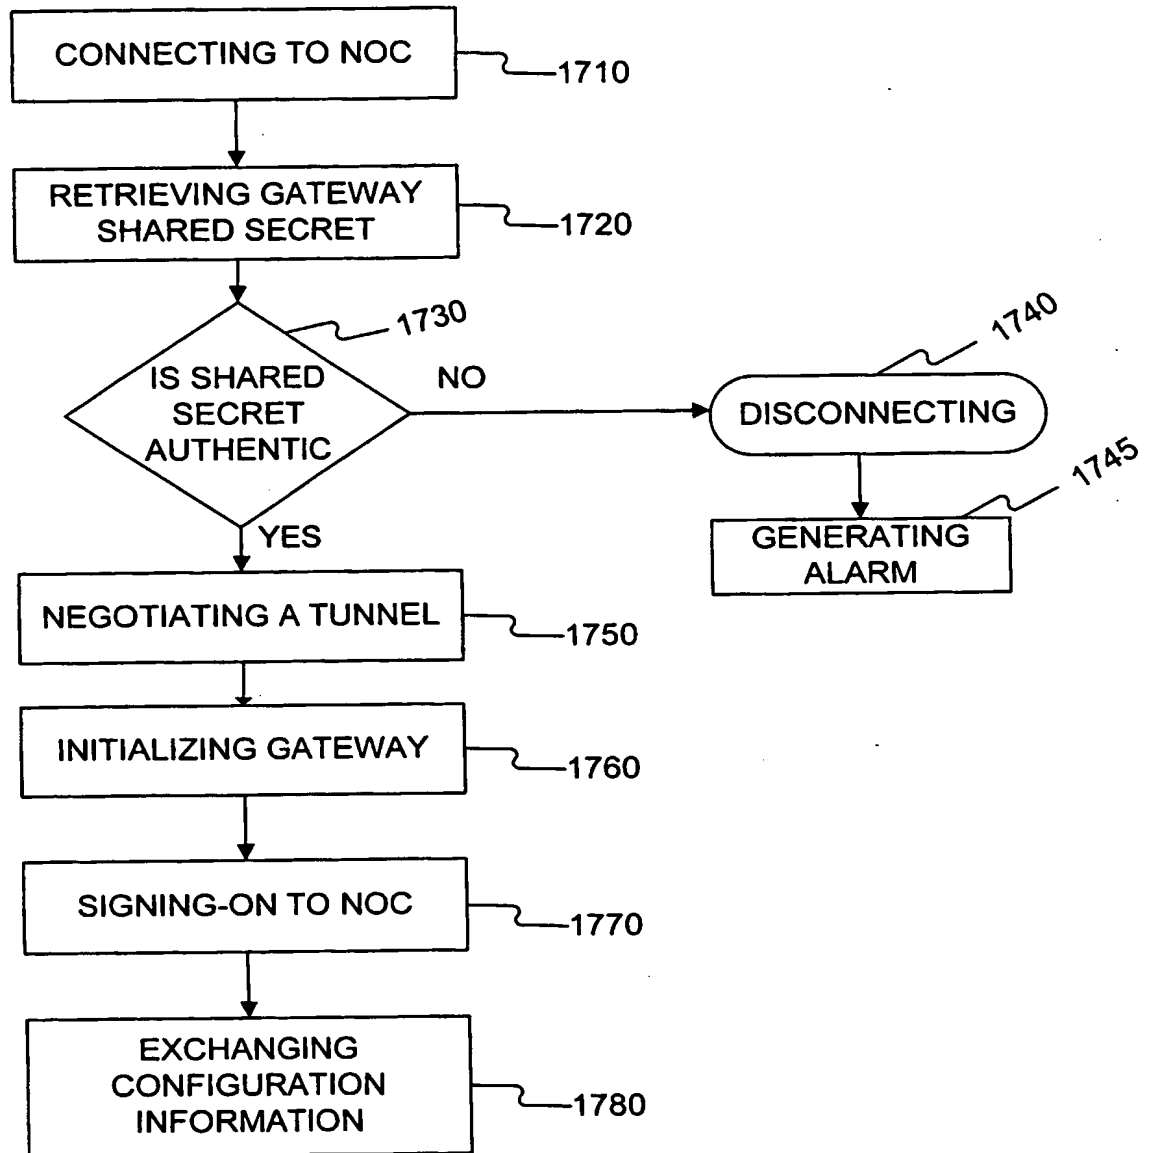 CONNECTING TO NOC
1710
RETRIEVING GATEWAY
SHARED SECRET
1720
1730
IS SHARED
SECRET
AUTHENTIC
NO
1740
DISCONNECTING
1745
GENERATING
ALARM
YES
NEGOTIATING A TUNNEL
1750
INITIALIZING GATEWAY
1760
SIGNING-ON TO NOC
1770
EXCHANGING
CONFIGURATION
INFORMATION
1780